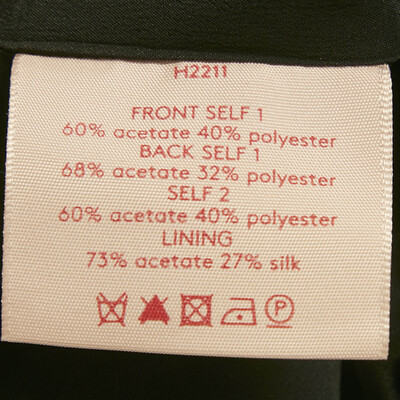 H2211
FRONT SELF 1
60% acetate 40% polyester
BACK SELF 1
68% acetate 32% polyester
SELF 2
60% acetate 40% polyester
LINING
73% acetate 27% silk
P